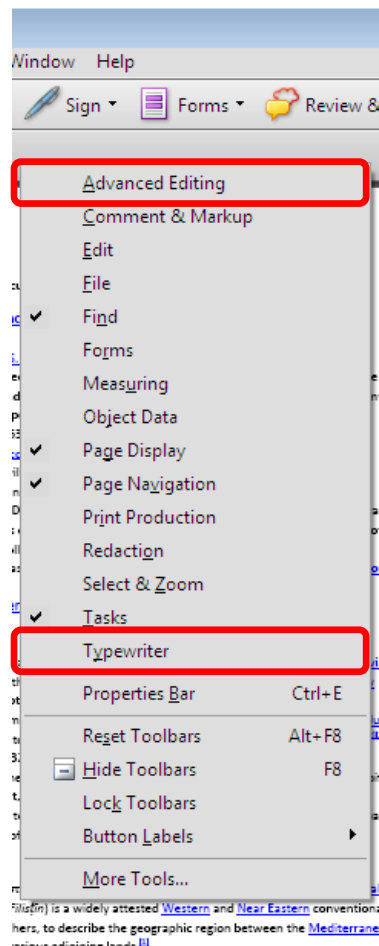 Window Help
Sign Forms Review &
Advanced Editing
Comment & Markup
Edit
File
Find
Forms
Measuring
Object Data
Page Display
Page Navigation
Print Production
Redaction
Select & Zoom
Tasks
Typewriter
Properties Bar Ctrl+E
Reset Toolbars Alt+F8
Hide Toolbars F8
Lock Toolbars
Button Labels
More Tools...
is a widely attested Western and Near Eastern
hers, to describe the geographic region between the
lands